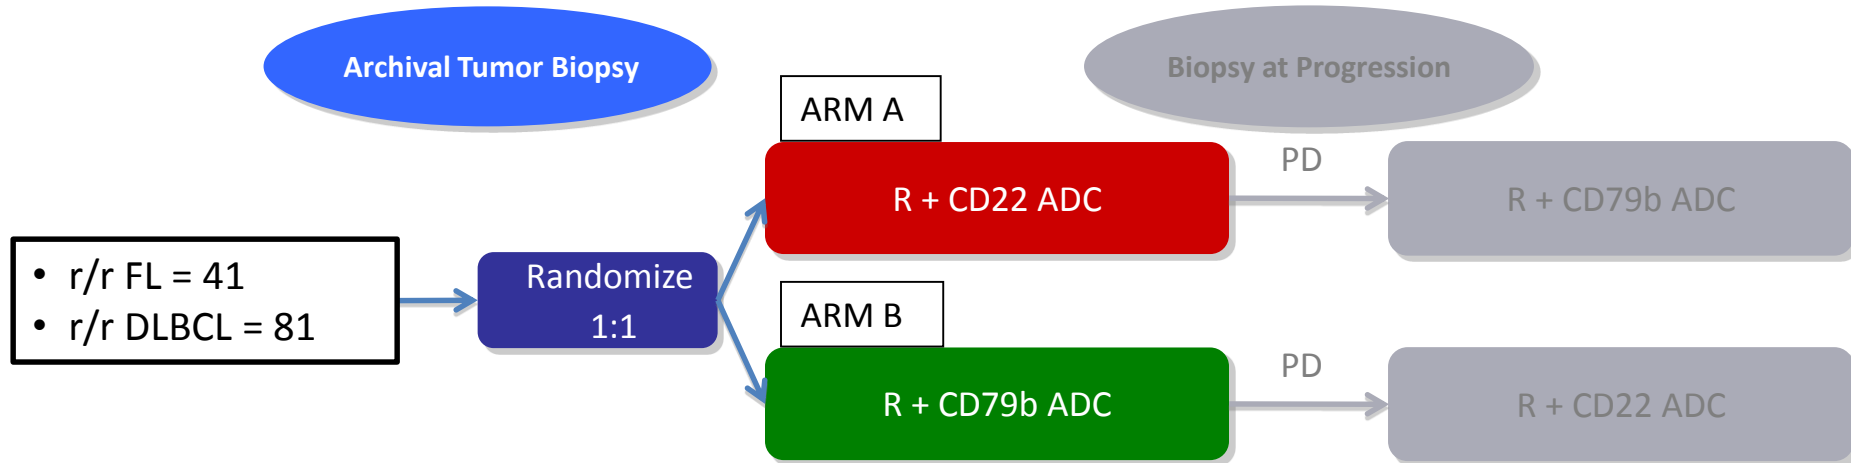 Archival Tumor Biopsy
Biopsy at Progression
ARM A
R + CD22 ADC
PD
R + CD79b ADC
• r/r FL = 41
• r/r DLBCL = 81
Randomize
1:1
ARM B
R + CD79b ADC
PD
R + CD22 ADC